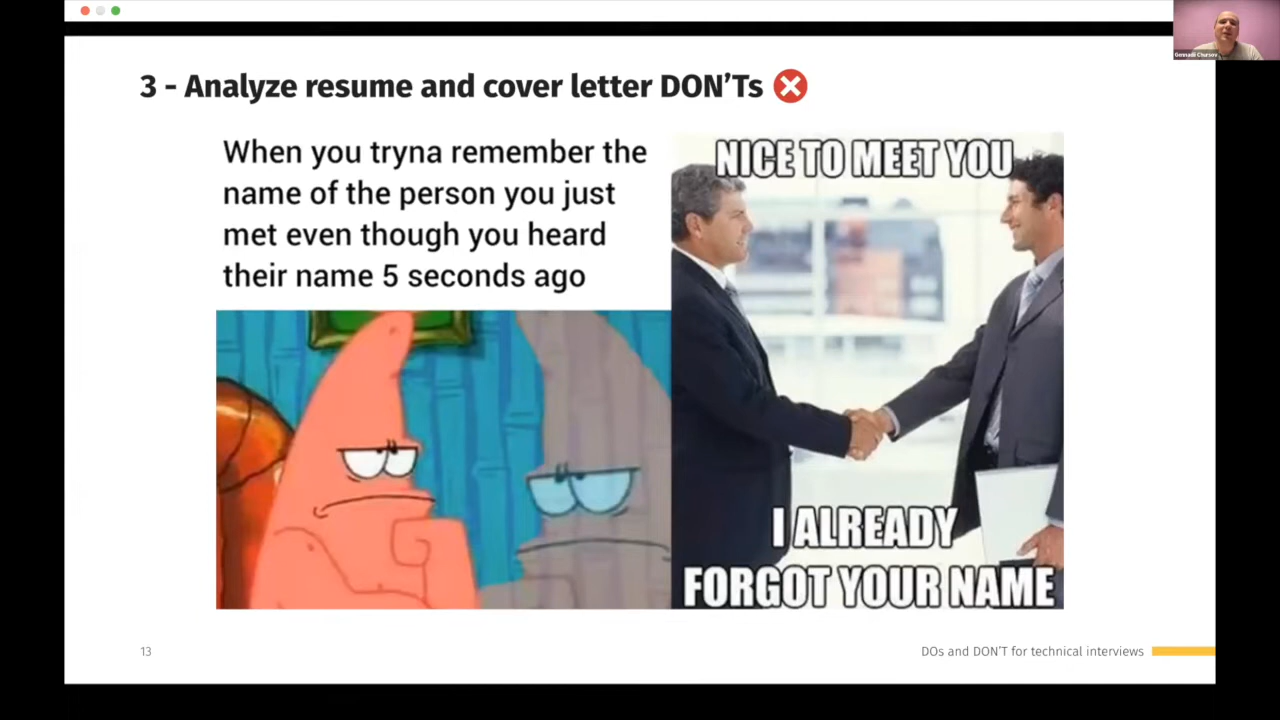 3 - Analyze resume and cover letter DON'Ts
When you tryna remember the
name of the person you just
met even though you heard
their name 5 seconds ago
NICE TO MEET YOU
I ALREADY
FORGOT YOUR NAME
13
DOs and DON'T for technical interviews
Gennadii Chursov